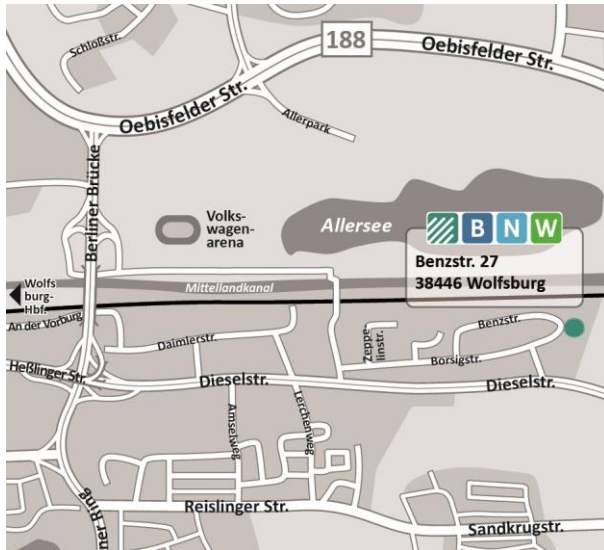 188
Oebisfelder Str.
Schloßstr.
Oebisfelder Str.
Allerpark
Berliner Brücke
Volks-
wagen-
arena
Allersee
B N W
Benzstr. 27
38446 Wolfsburg
Wolfs
burg-
Hbf.
Mittellandkanal
An der Vorburg
Daimlerstr.
Zeppe-
linstr.
Benzstr.
Borsigstr.
Heßlinger Str.
Dieselstr.
Dieselstr.
Amselweg
Lerchenweg
Reislinger Str.
ner Ring
Sandkrugstr.